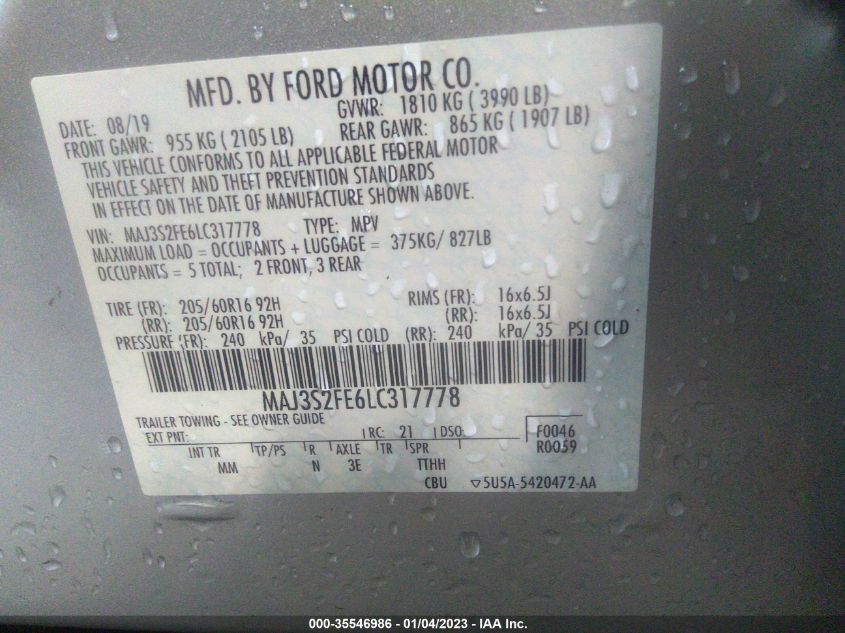 MFD. BY FORD MOTOR CO.
DATE: 08/19 GVWR: 1810 KG ( 3990 LB)
FRONT GAWR: 955 KG ( 2105 LB) REAR GAWR: 865 KG ( 1907 LB)
THIS VEHICLE CONFORMS TO ALL APPLICABLE FEDERAL MOTOR
VEHICLE SAFETY AND THEFT PREVENTION STANDARDS
IN EFFECT ON THE DATE OF MANUFACTURE SHOWN ABOVE.
VIN: MAJ3S2FE6LC317778 TYPE: MPV
MAXIMUM LOAD = OCCUPANTS + LUGGAGE = 375KG/ 827LB
OCCUPANTS = 5 TOTAL; 2 FRONT, 3 REAR
TIRE (FR): 205/60R16 92H RIMS (FR): 16x6.5J
(RR): 205/60R16 92H (RR): 16x6.5J
PRESSURE (FR): 240 kPa/ 35 PSI COLD (RR): 240 kPa/ 35 PSI COLD
MAJ3S2FE6LC317778
TRAILER TOWING - SEE OWNER GUIDE
EXT PNT: RC: 21 DSO: F0046
R0059
INT TR TP/PS R AXLE TR SPR
MM N 3E TTHH
CBU ▽5U5A-5420472-AA
000-35546986 - 01/04/2023 - IAA Inc.